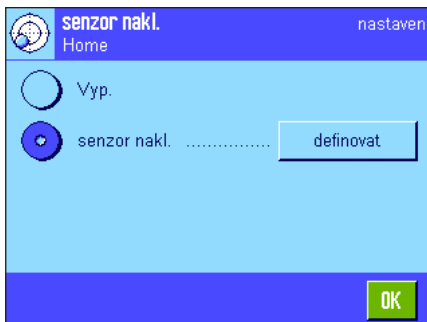 senzor nakl.
nastaven
Home
Vyp.
senzor nakl. ................ definovat
OK